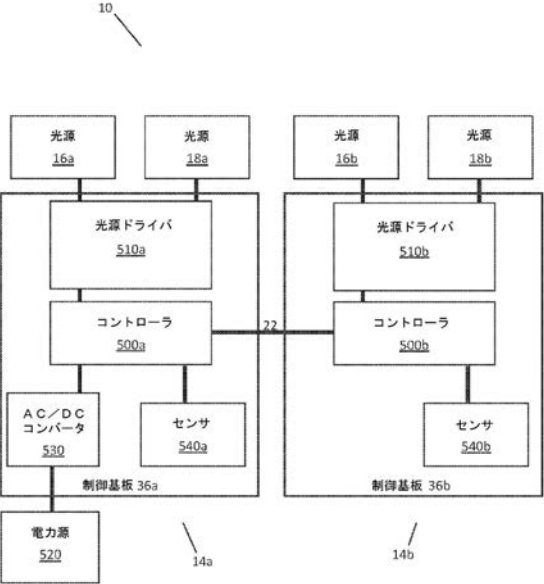 10
光源
16a
光源
18a
光源
16b
光源
18b
光源ドライバ
510a
光源ドライバ
510b
コントローラ
500a
22
コントローラ
500b
AC/DC
コンバータ
530
センサ
540a
センサ
540b
制御基板 36a
制御基板 36b
電力源
520
14a
14b